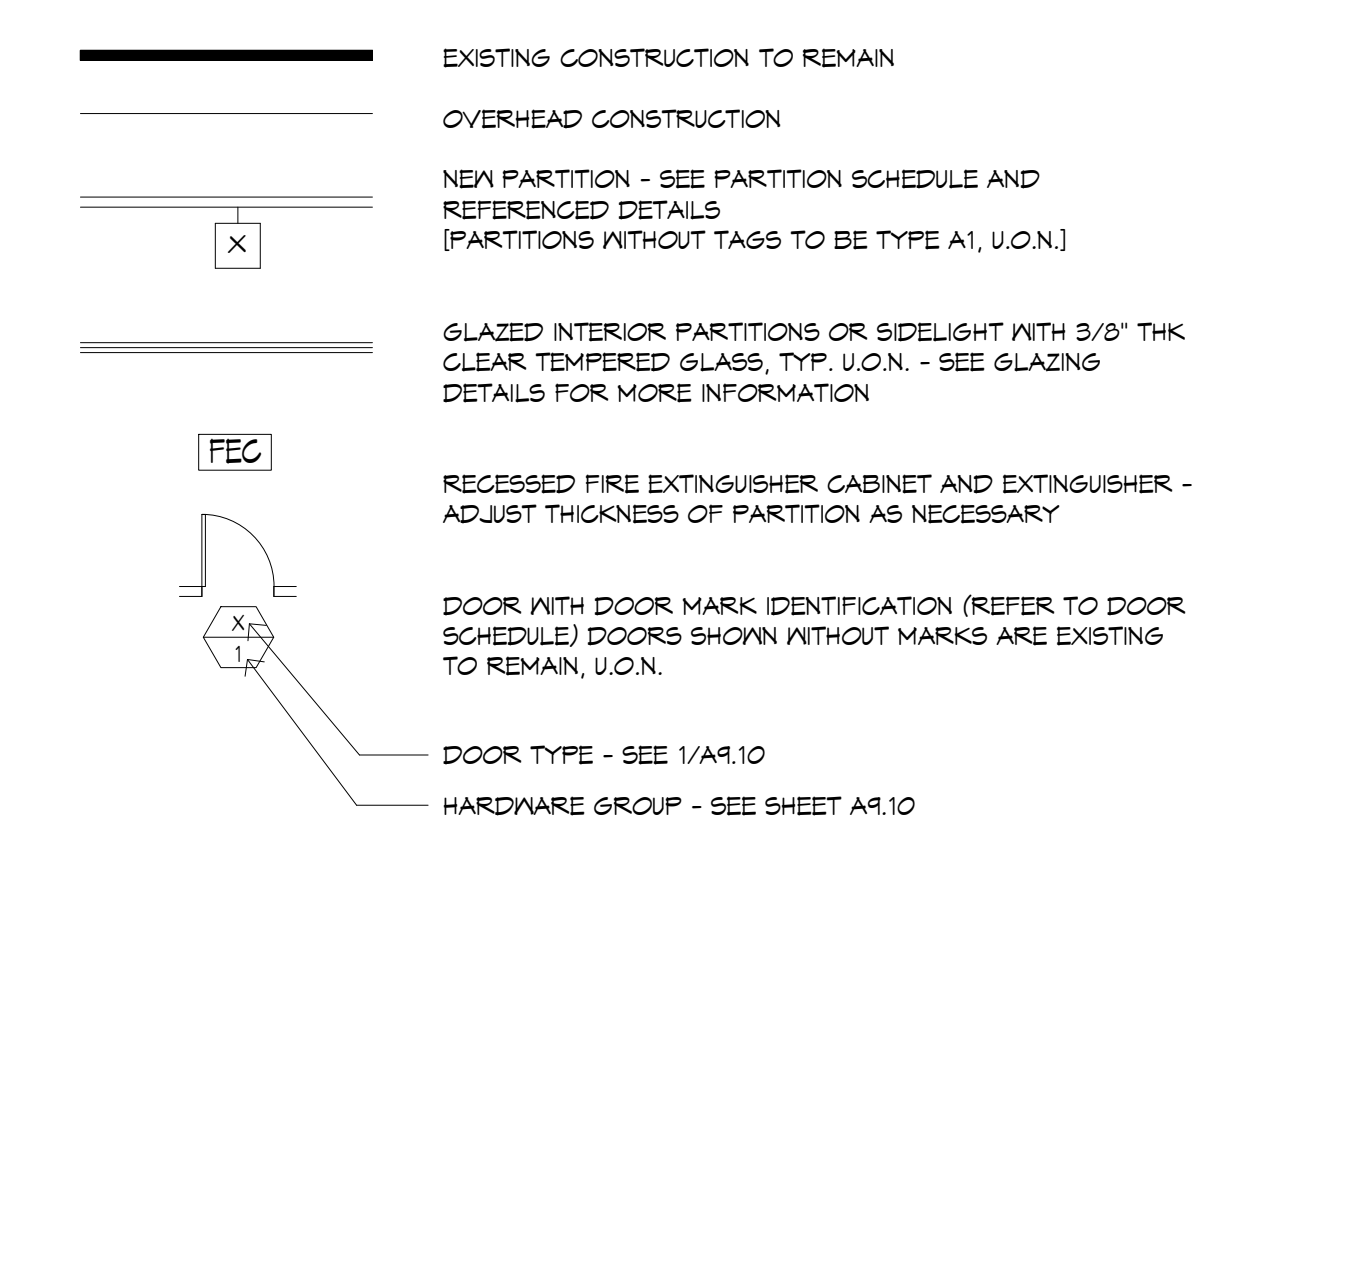 EXISTING CONSTRUCTION TO REMAIN
OVERHEAD CONSTRUCTION
NEW PARTITION - SEE PARTITION SCHEDULE AND
REFERENCED DETAILS
[PARTITIONS WITHOUT TAGS TO BE TYPE A1, U.O.N.]
X
GLAZED INTERIOR PARTITIONS OR SIDELIGHT WITH 3/8" THK
CLEAR TEMPERED GLASS, TYP. U.O.N. - SEE GLAZING
DETAILS FOR MORE INFORMATION
FEC
RECESSED FIRE EXTINGUISHER CABINET AND EXTINGUISHER -
ADJUST THICKNESS OF PARTITION AS NECESSARY
X
1
DOOR WITH DOOR MARK IDENTIFICATION (REFER TO DOOR
SCHEDULE) DOORS SHOWN WITHOUT MARKS ARE EXISTING
TO REMAIN, U.O.N.
DOOR TYPE - SEE 1/A9.10
HARDWARE GROUP - SEE SHEET A9.10